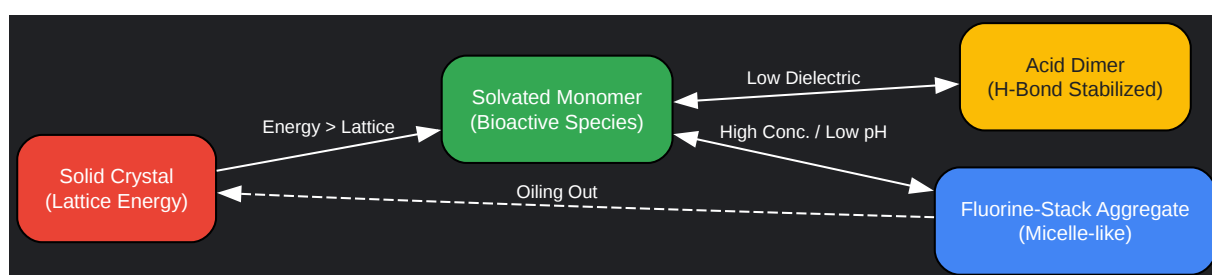 Solid Crystal
(Lattice Energy)
Energy > Lattice
Solvated Monomer
(Bioactive Species)
Low Dielectric
Acid Dimer
(H-Bond Stabilized)
High Conc. / Low pH
Oiling Out
Fluorine-Stack Aggregate
(Micelle-like)